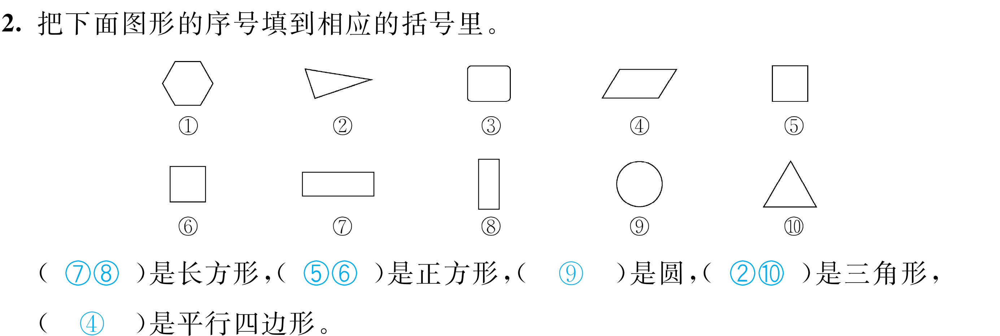 2. 把下面图形的序号填到相应的括号里。
① ② ③ ④ ⑤
⑥ ⑦ ⑧ ⑨ ⑩
( ⑦⑧ )是长方形,( ⑤⑥ )是正方形,( ⑨ )是圆,( ②⑩ )是三角形,
( ④ )是平行四边形。